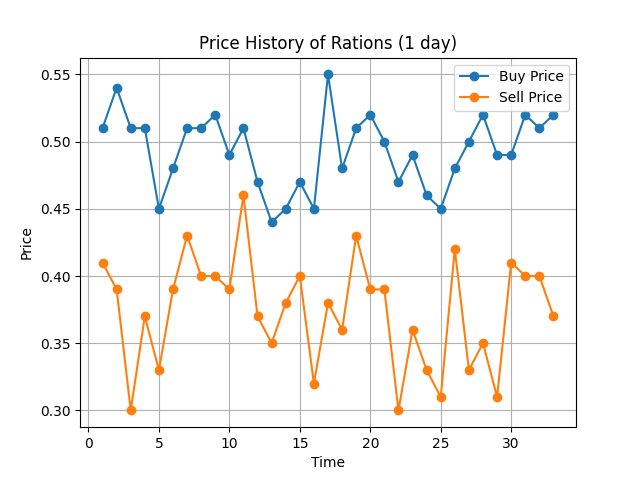 Price History of Rations (1 day)
Buy Price
Sell Price
0.55
0.50
0.45
0.40
0.35
0.30
Price
0 5 10 15 20 25 30
Time